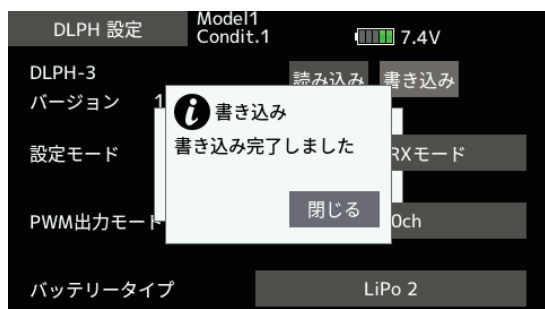 DLPH 設定
Model1
Condit.1
7.4V
DLPH-3
読み込み 書き込み
バージョン 1
書き込み
書き込み完了しました
設定モード
RXモード
閉じる
PWM出力モード
0ch
バッテリータイプ
LiPo 2